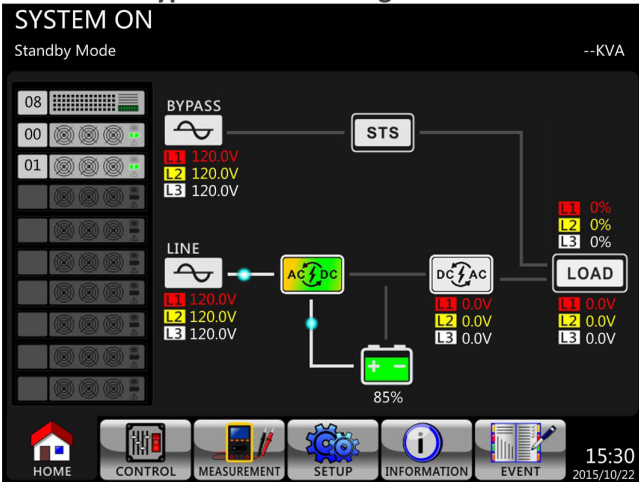 SYSTEM ON
Standby Mode
--KVA
08
00
01
BYPASS
L1 120.0V
L2 120.0V
L3 120.0V
STS
L1 0%
L2 0%
L3 0%
LINE
L1 120.0V
L2 120.0V
L3 120.0V
AC DC
DC AC
L1 0.0V
L2 0.0V
L3 0.0V
LOAD
L1 0.0V
L2 0.0V
L3 0.0V
+ −
85%
HOME
CONTROL
MEASUREMENT
SETUP
INFORMATION
EVENT
15:30
2015/10/22